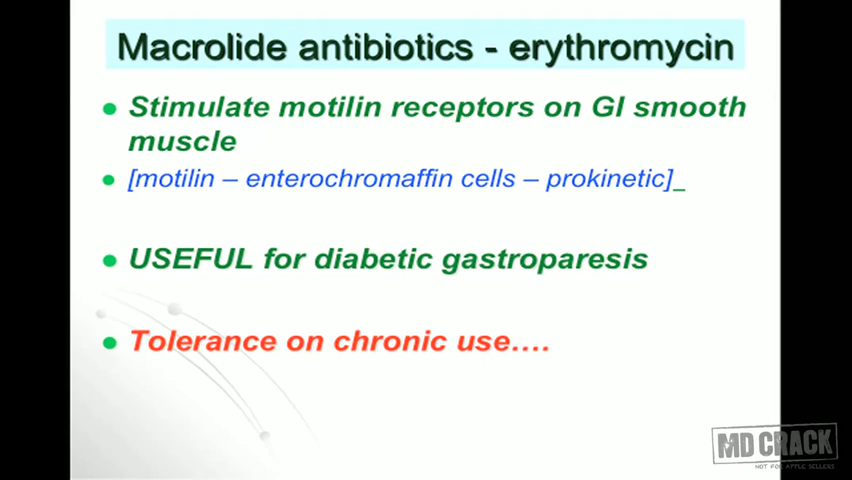 Macrolide antibiotics - erythromycin
• Stimulate motilin receptors on GI smooth
muscle
• [motilin – enterochromaffin cells – prokinetic]_
• USEFUL for diabetic gastroparesis
• Tolerance on chronic use....
MD CRACK
NOT FOR APPLE SELLERS